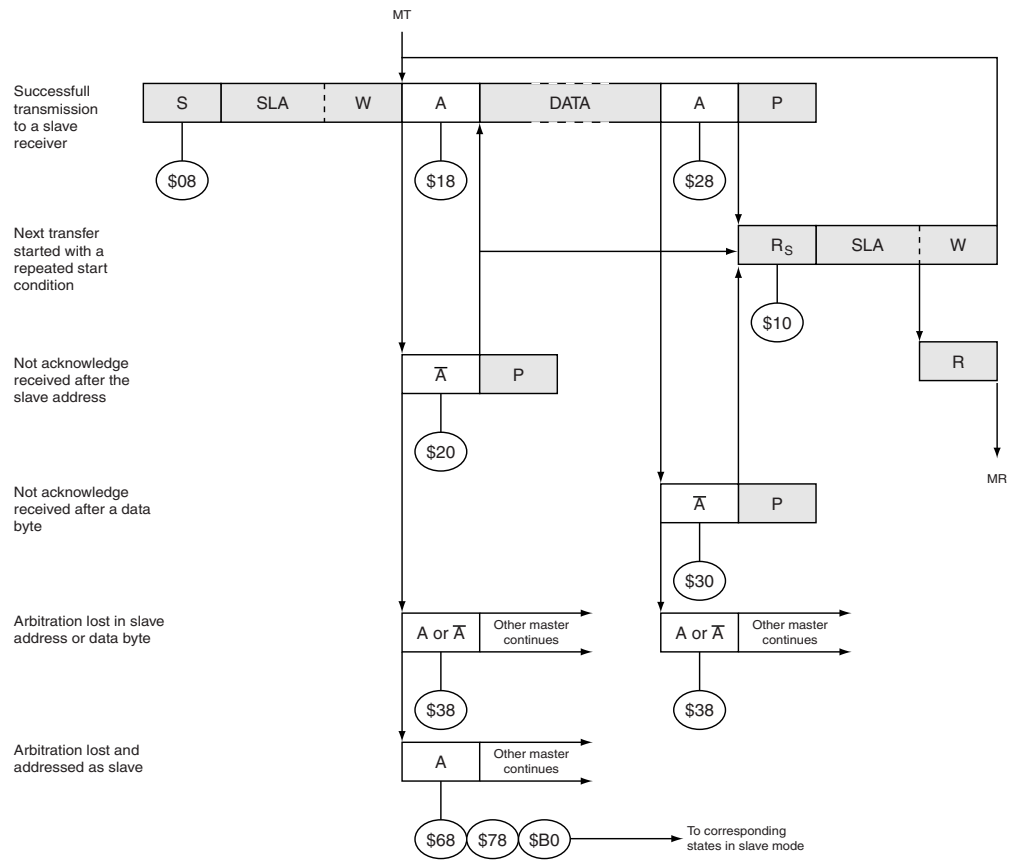 MT
Successfull
transmission
to a slave
receiver
S SLA W A DATA A P
$08 $18 $28
Next transfer
started with a
repeated start
condition
RS SLA W
$10
Not acknowledge
received after the
slave address
A̅ P
R
$20
MR
Not acknowledge
received after a data
byte
A̅ P
$30
Arbitration lost in slave
address or data byte
A or A̅ Other master
continues
A or A̅ Other master
continues
$38 $38
Arbitration lost and
addressed as slave
A Other master
continues
$68 $78 $B0
To corresponding
states in slave mode